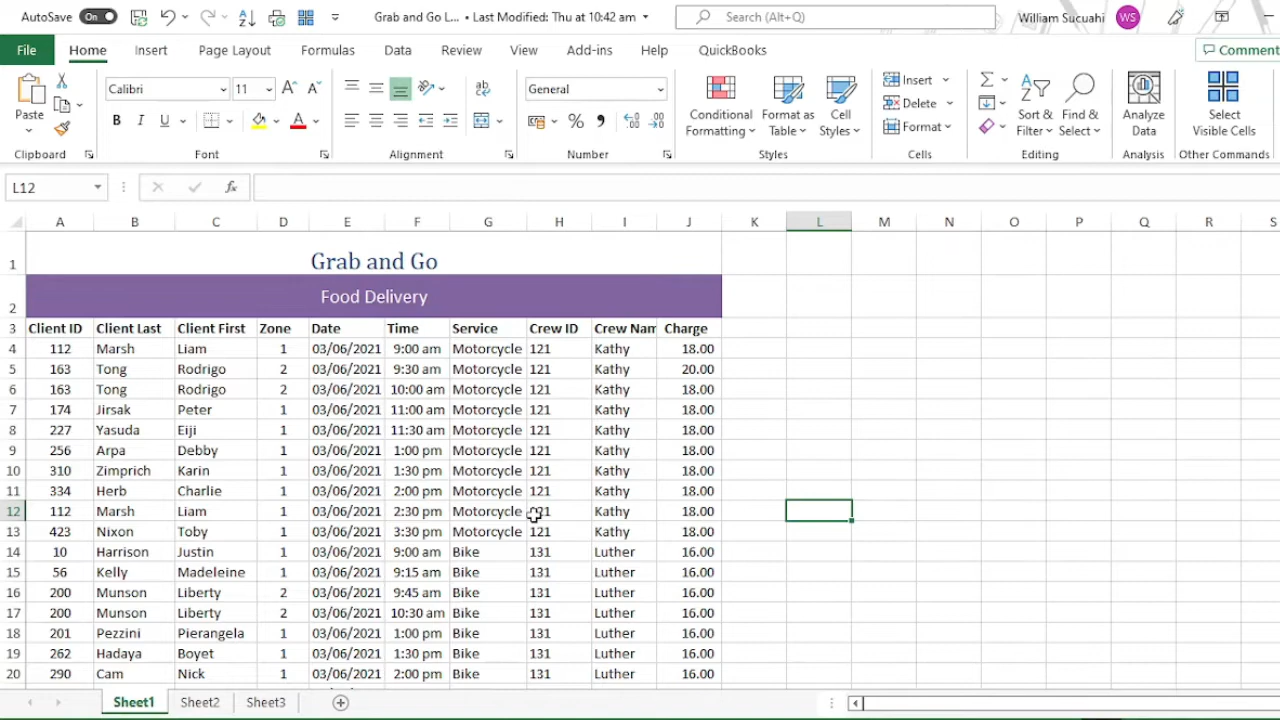 AutoSave On Grab and Go L... • Last Modified: Thu at 10:42 am Search (Alt+Q) William Sucuahi WS
File Home Insert Page Layout Formulas Data Review View Add-ins Help QuickBooks Comment
Paste Calibri 11 General Conditional Formatting Format as Table Cell Styles Insert Delete Format Sort & Filter Find & Select Analyze Data Select Visible Cells
Clipboard Font Alignment Number Styles Cells Editing Analysis Other Commands
L12 fx
A B C D E F G H I J K L M N O P Q R S
1 Grab and Go
2 Food Delivery
3 Client ID Client Last Client First Zone Date Time Service Crew ID Crew Nam Charge
4 112 Marsh Liam 1 03/06/2021 9:00 am Motorcycle 121 Kathy 18.00
5 163 Tong Rodrigo 2 03/06/2021 9:30 am Motorcycle 121 Kathy 20.00
6 163 Tong Rodrigo 2 03/06/2021 10:00 am Motorcycle 121 Kathy 18.00
7 174 Jirsak Peter 1 03/06/2021 11:00 am Motorcycle 121 Kathy 18.00
8 227 Yasuda Eiji 1 03/06/2021 11:30 am Motorcycle 121 Kathy 18.00
9 256 Arpa Debby 1 03/06/2021 1:00 pm Motorcycle 121 Kathy 18.00
10 310 Zimprich Karin 1 03/06/2021 1:30 pm Motorcycle 121 Kathy 18.00
11 334 Herb Charlie 1 03/06/2021 2:00 pm Motorcycle 121 Kathy 18.00
12 112 Marsh Liam 1 03/06/2021 2:30 pm Motorcycle 121 Kathy 18.00
13 423 Nixon Toby 1 03/06/2021 3:30 pm Motorcycle 121 Kathy 18.00
14 10 Harrison Justin 1 03/06/2021 9:00 am Bike 131 Luther 16.00
15 56 Kelly Madeleine 1 03/06/2021 9:15 am Bike 131 Luther 16.00
16 200 Munson Liberty 2 03/06/2021 9:45 am Bike 131 Luther 16.00
17 200 Munson Liberty 2 03/06/2021 10:30 am Bike 131 Luther 16.00
18 201 Pezzini Pierangela 1 03/06/2021 1:00 pm Bike 131 Luther 16.00
19 262 Hadaya Boyet 1 03/06/2021 1:30 pm Bike 131 Luther 16.00
20 290 Cam Nick 1 03/06/2021 2:00 pm Bike 131 Luther 16.00
Sheet1 Sheet2 Sheet3